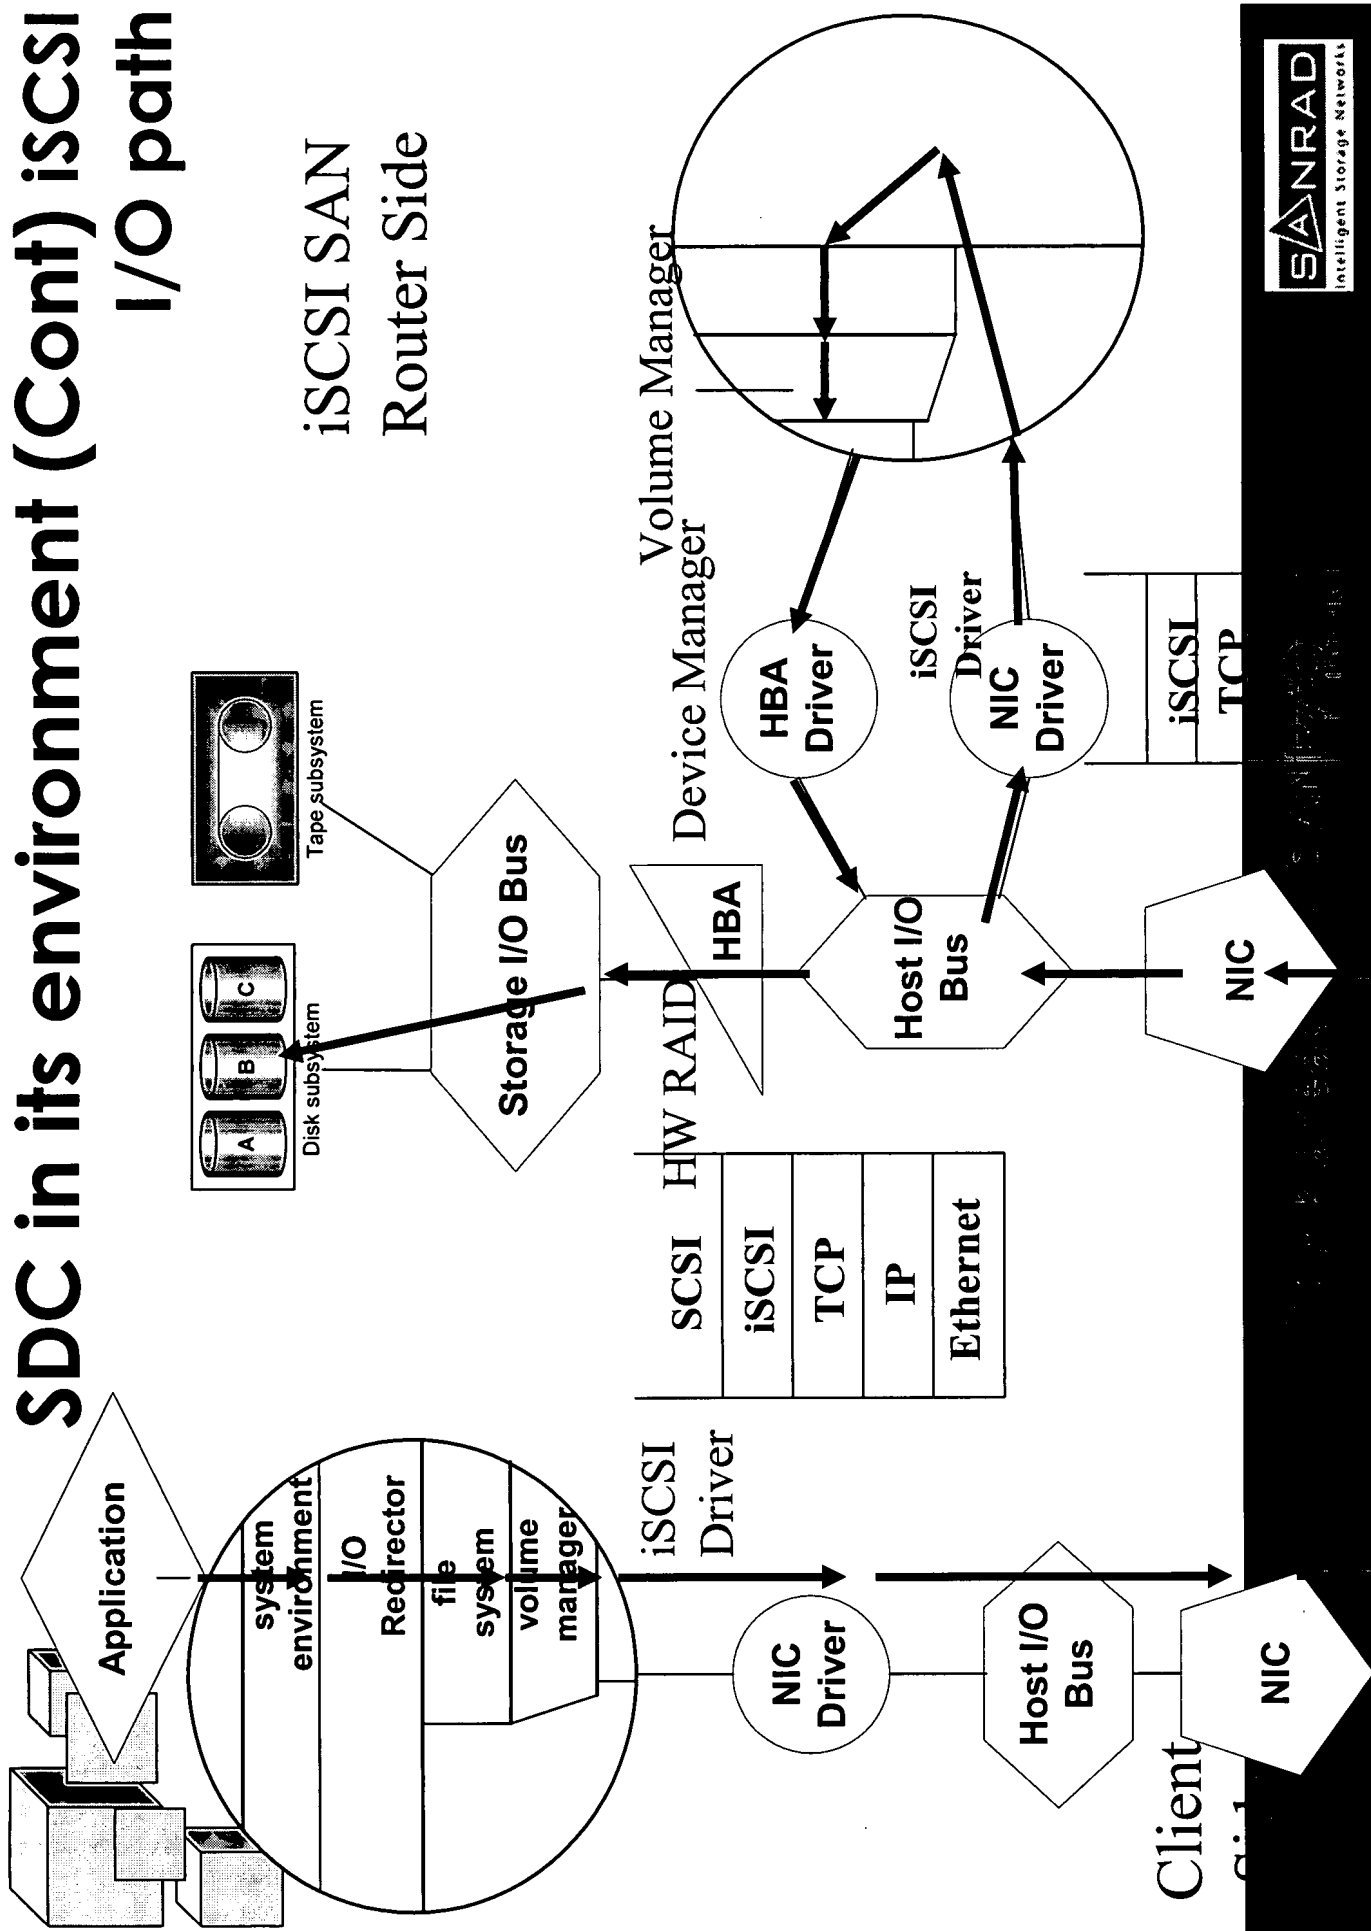 SDC in its environment (Cont) iSCSI
I/O path
Application
system
environment
I/O
Redirector
file
system
volume
manager
iSCSI
Driver
NIC
Driver
Host I/O
Bus
NIC
Client
SCSI
iSCSI
TCP
IP
Ethernet
A
B
C
Disk subsystem
Tape subsystem
Storage I/O Bus
HW RAID
HBA
Host I/O
Bus
NIC
iSCSI SAN
Router Side
Device Manager
Volume Manager
HBA
Driver
iSCSI
Driver
NIC
Driver
iSCSI
TCP
SANRAD
Intelligent Storage Networks